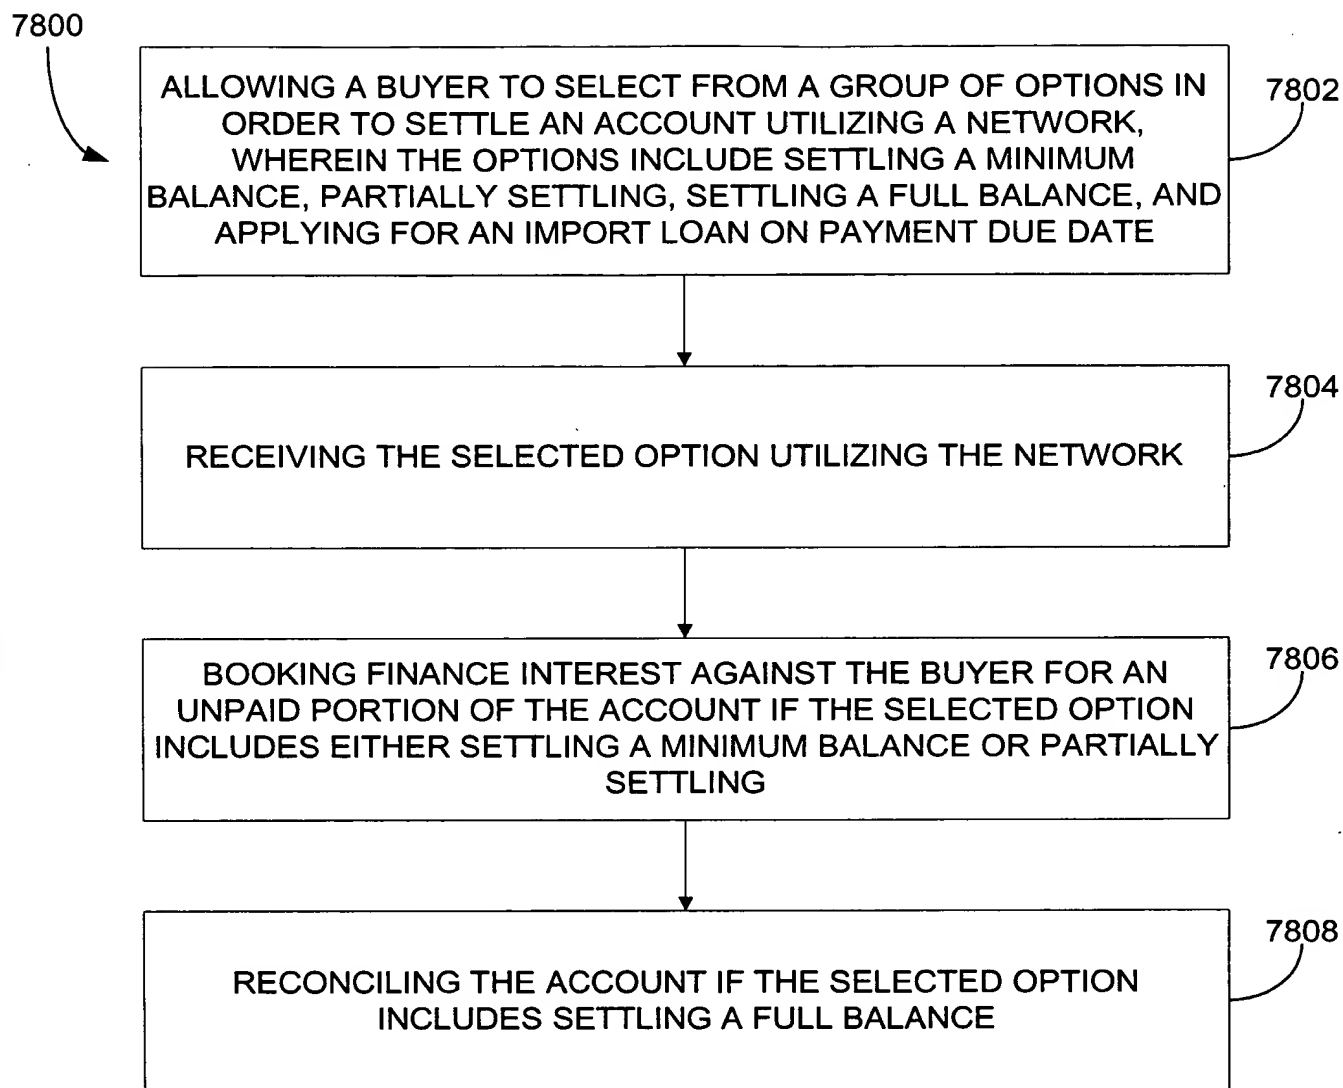 7800
ALLOWING A BUYER TO SELECT FROM A GROUP OF OPTIONS IN
ORDER TO SETTLE AN ACCOUNT UTILIZING A NETWORK,
WHEREIN THE OPTIONS INCLUDE SETTLING A MINIMUM
BALANCE, PARTIALLY SETTLING, SETTLING A FULL BALANCE, AND
APPLYING FOR AN IMPORT LOAN ON PAYMENT DUE DATE
7802
RECEIVING THE SELECTED OPTION UTILIZING THE NETWORK
7804
BOOKING FINANCE INTEREST AGAINST THE BUYER FOR AN
UNPAID PORTION OF THE ACCOUNT IF THE SELECTED OPTION
INCLUDES EITHER SETTLING A MINIMUM BALANCE OR PARTIALLY
SETTLING
7806
RECONCILING THE ACCOUNT IF THE SELECTED OPTION
INCLUDES SETTLING A FULL BALANCE
7808